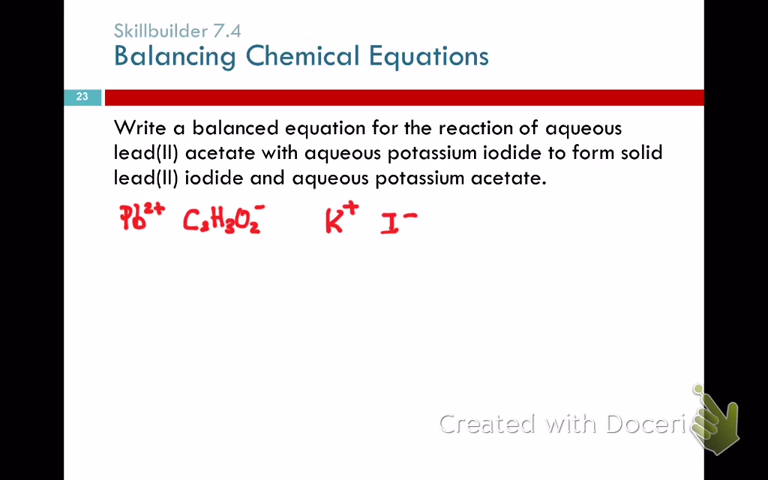 Skillbuilder 7.4
Balancing Chemical Equations
23
Write a balanced equation for the reaction of aqueous
lead(II) acetate with aqueous potassium iodide to form solid
lead(II) iodide and aqueous potassium acetate.
Pb²⁺ C₂H₃O₂⁻ K⁺ I⁻
Created with Doceri